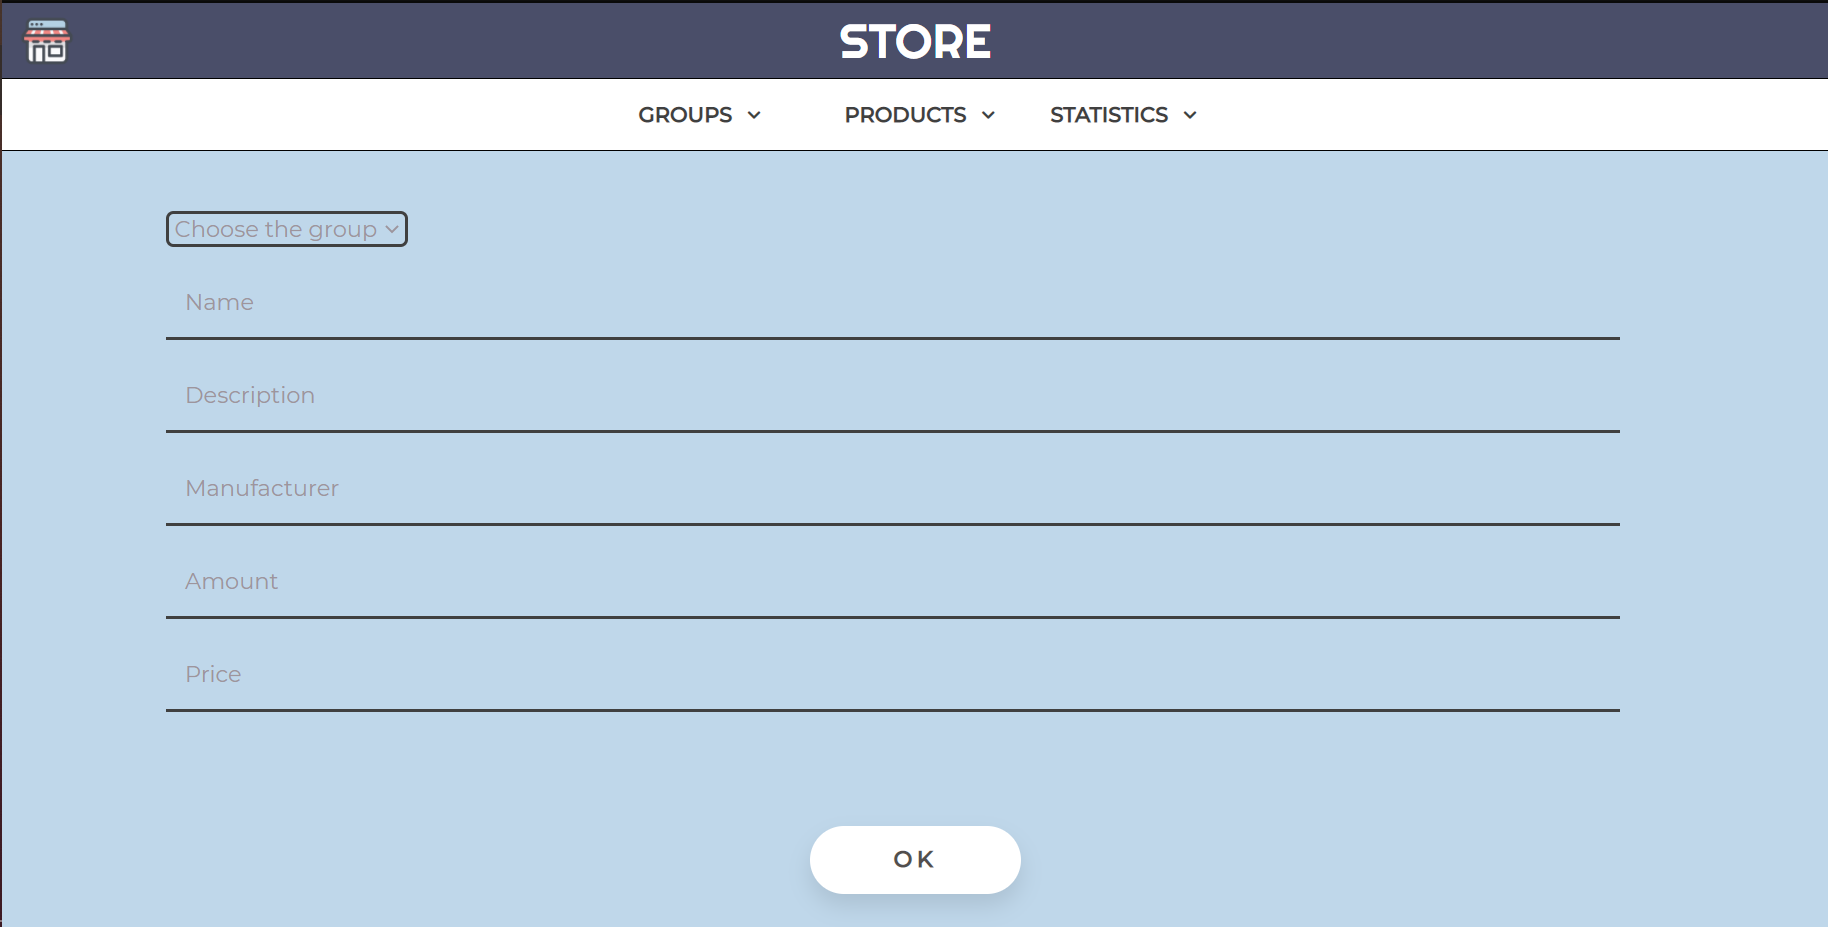 STORE
GROUPS PRODUCTS STATISTICS
Choose the group
Name
Description
Manufacturer
Amount
Price
OK